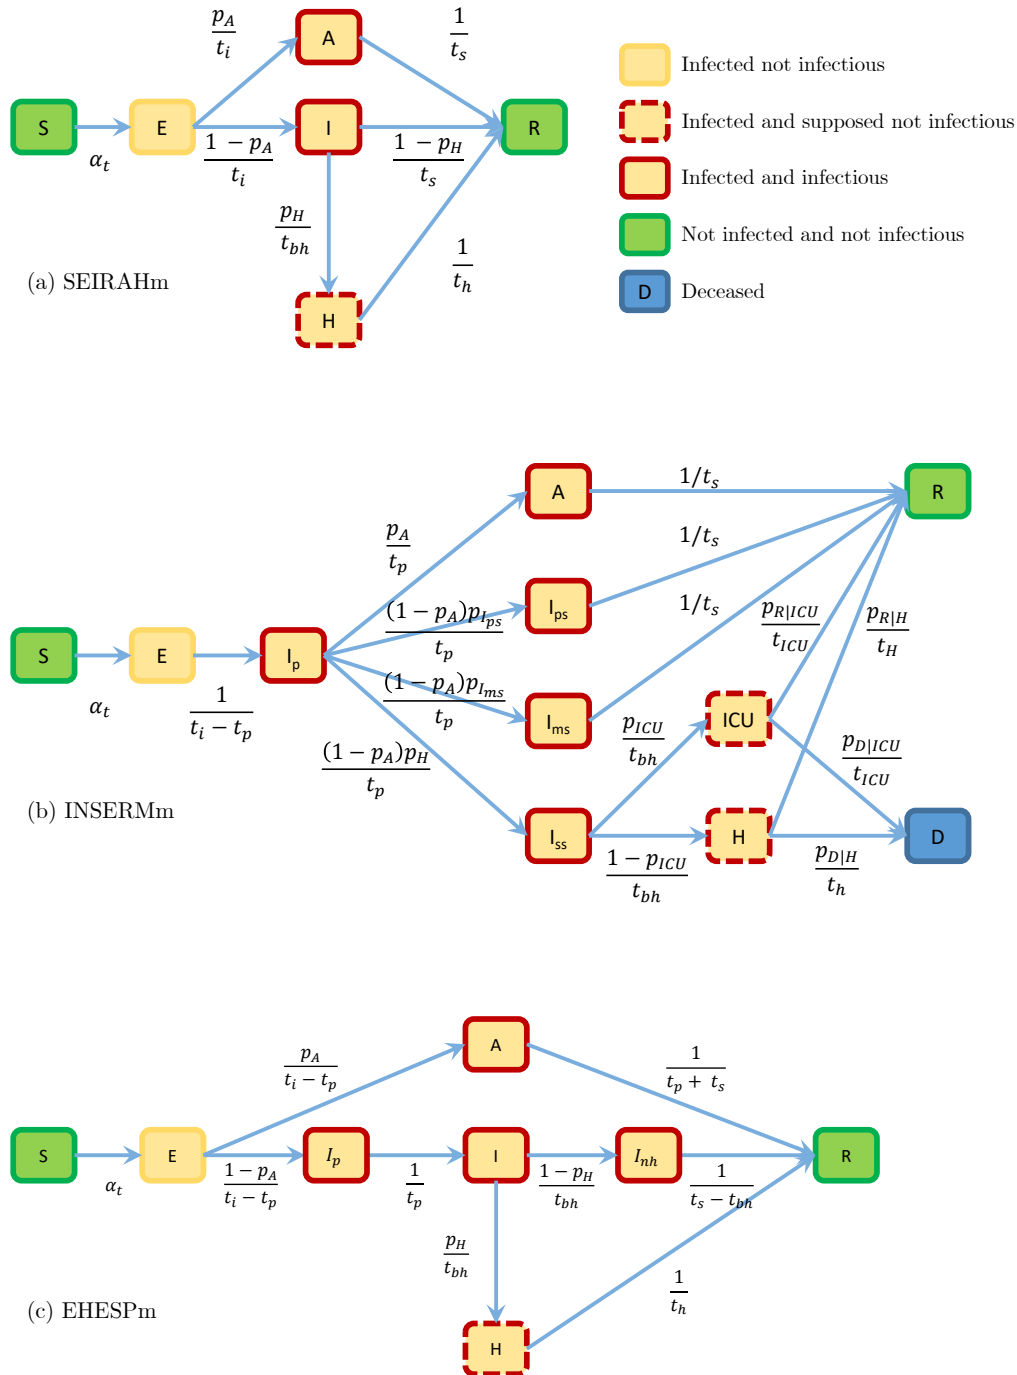 p_A / t_i
A
1 / t_s
Infected not infectious
S
E
I
R
Infected and supposed not infectious
α_t
1 − p_A / t_i
1 − p_H / t_s
Infected and infectious
p_H / t_bh
1 / t_h
Not infected and not infectious
(a) SEIRAHm
H
D
Deceased
A
1/t_s
R
p_A / t_p
1/t_s
(1 − p_A)p_I_ps / t_p
I_ps
1/t_s
p_R|ICU / t_ICU
p_R|H / t_H
S
E
I_p
α_t
1 / t_i − t_p
(1 − p_A)p_I_ms / t_p
I_ms
p_ICU / t_bh
ICU
p_D|ICU / t_ICU
(1 − p_A)p_H / t_p
(b) INSERMm
I_ss
H
D
1 − p_ICU / t_bh
p_D|H / t_h
A
p_A / t_i − t_p
1 / t_p + t_s
S
E
I_p
I
I_nh
R
α_t
1 − p_A / t_i − t_p
1 / t_p
1 − p_H / t_bh
1 / t_s − t_bh
p_H / t_bh
1 / t_h
(c) EHESPm
H